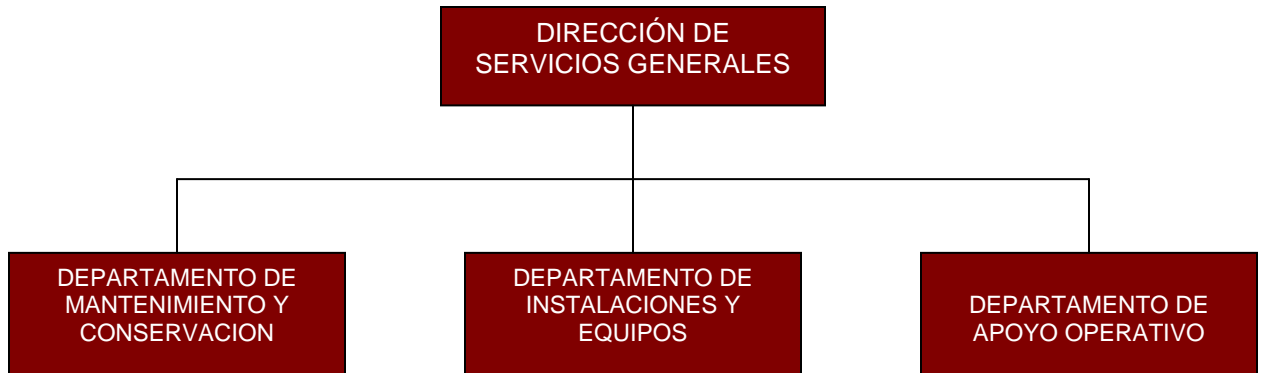 DIRECCIÓN DE
SERVICIOS GENERALES
DEPARTAMENTO DE
MANTENIMIENTO Y
CONSERVACION
DEPARTAMENTO DE
INSTALACIONES Y
EQUIPOS
DEPARTAMENTO DE
APOYO OPERATIVO